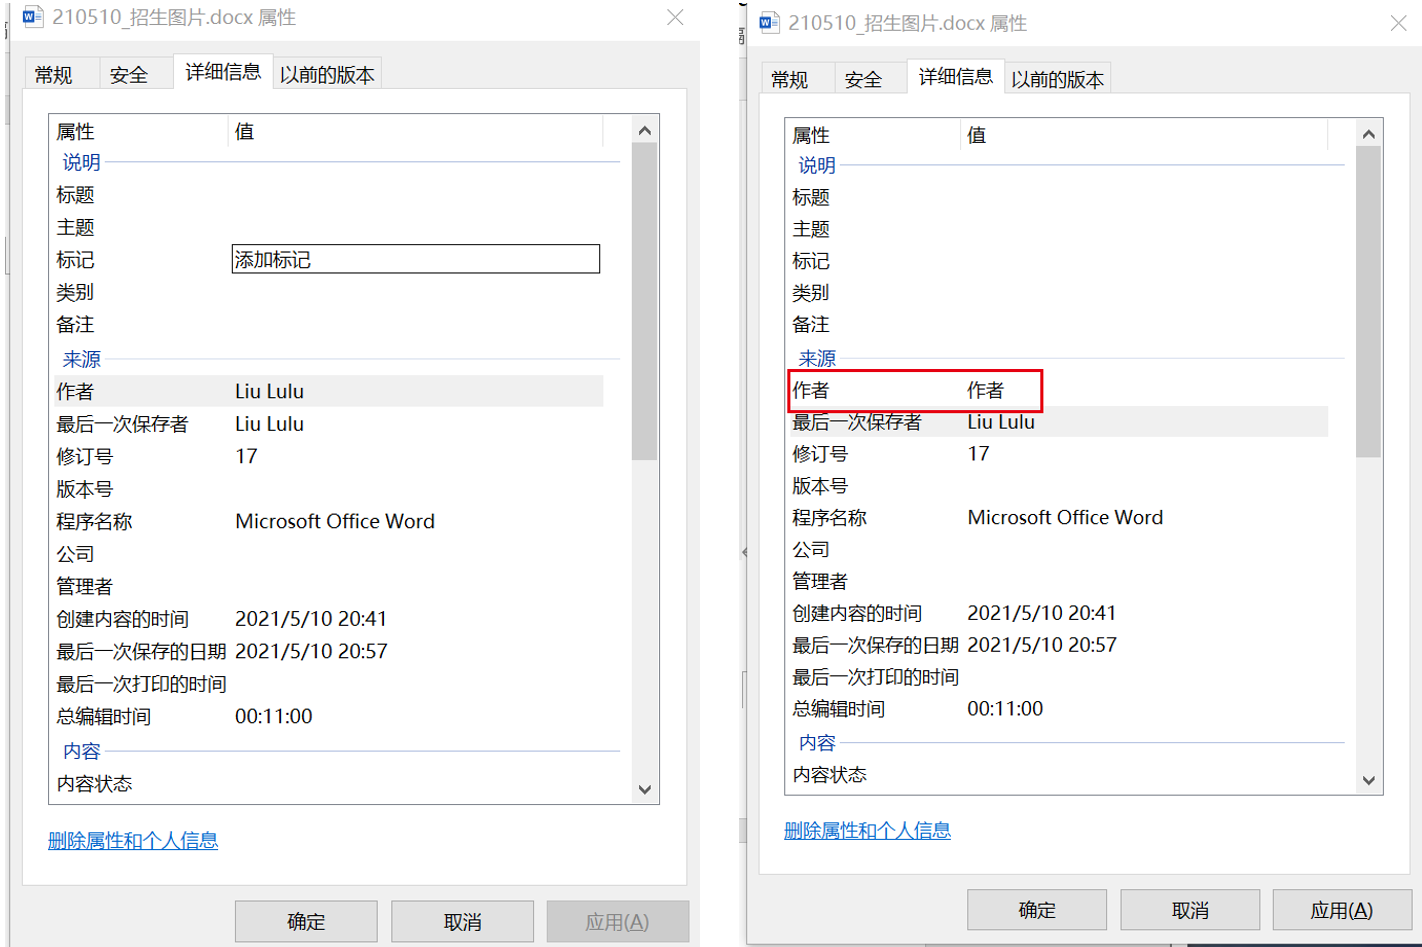 210510_招生图片.docx 属性
常规 安全 详细信息 以前的版本
属性 值
说明
标题
主题
标记 添加标记
类别
备注
来源
作者 Liu Lulu
最后一次保存者 Liu Lulu
修订号 17
版本号
程序名称 Microsoft Office Word
公司
管理者
创建内容的时间 2021/5/10 20:41
最后一次保存的日期 2021/5/10 20:57
最后一次打印的时间
总编辑时间 00:11:00
内容
内容状态
删除属性和个人信息
确定 取消 应用(A)
210510_招生图片.docx 属性
常规 安全 详细信息 以前的版本
属性 值
说明
标题
主题
标记
类别
备注
来源
作者 作者
最后一次保存者 Liu Lulu
修订号 17
版本号
程序名称 Microsoft Office Word
公司
管理者
创建内容的时间 2021/5/10 20:41
最后一次保存的日期 2021/5/10 20:57
最后一次打印的时间
总编辑时间 00:11:00
内容
内容状态
删除属性和个人信息
确定 取消 应用(A)